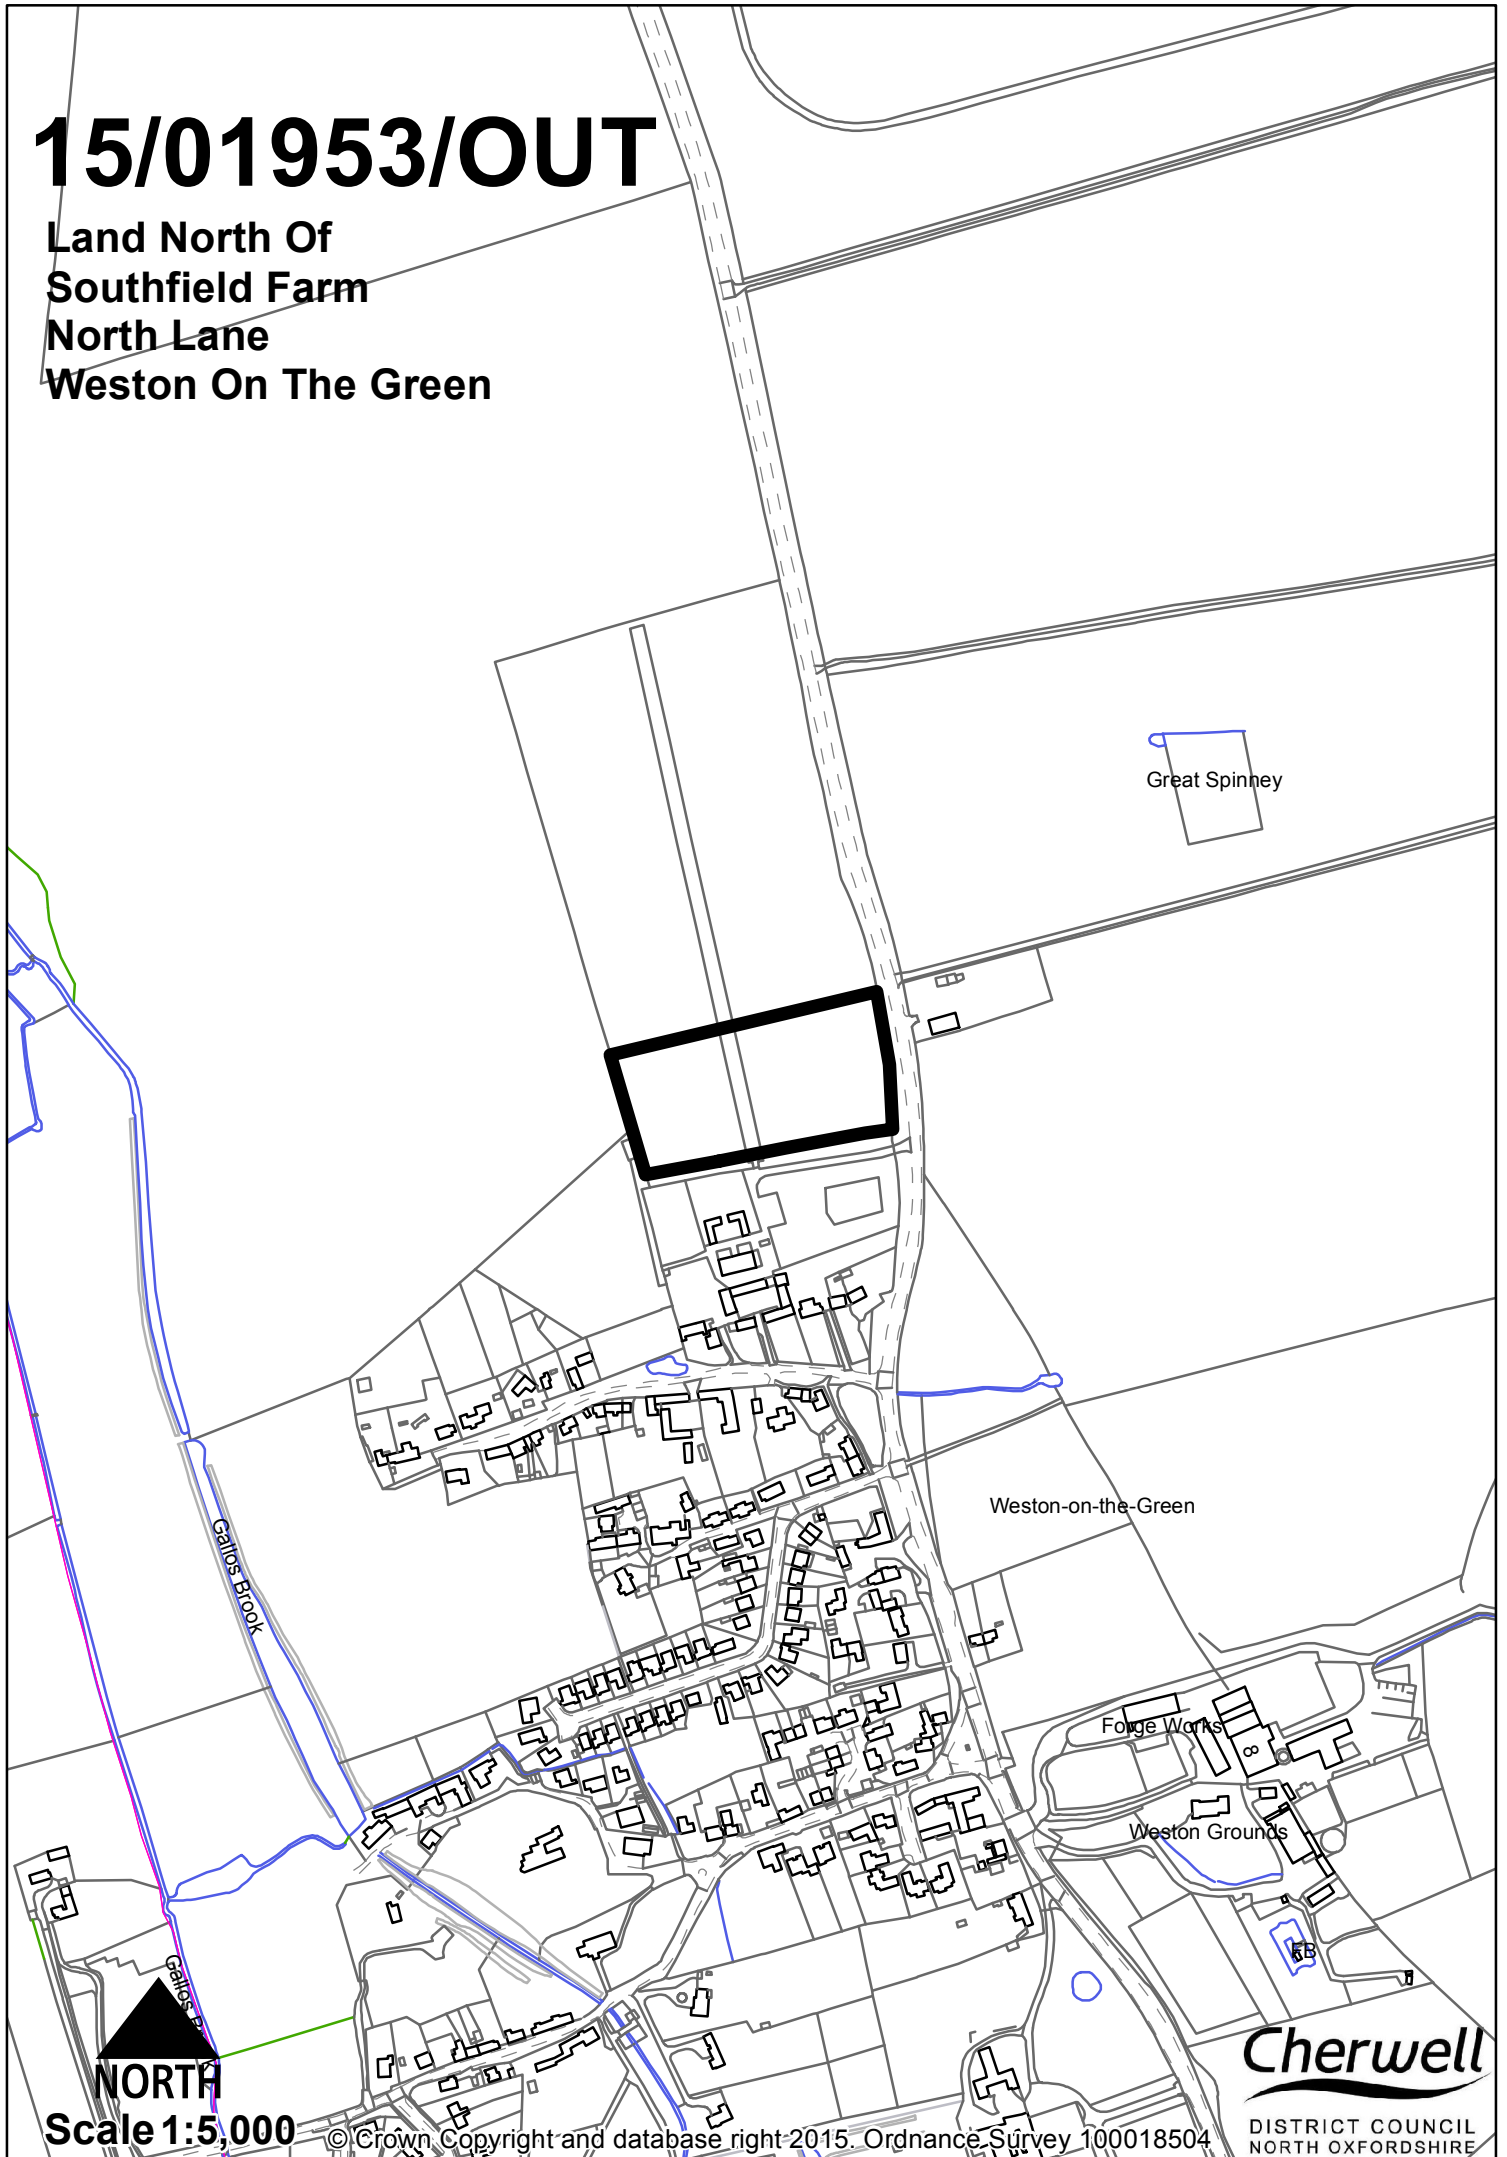 15/01953/OUT
Land North Of
Southfield Farm
North Lane
Weston On The Green
Great Spinney
Weston-on-the-Green
Gallos Brook
Forge Works
8
Weston Grounds
FB
Gallos Brook
NORTH
Scale 1:5,000
© Crown Copyright and database right 2015. Ordnance Survey 100018504
Cherwell
DISTRICT COUNCIL
NORTH OXFORDSHIRE